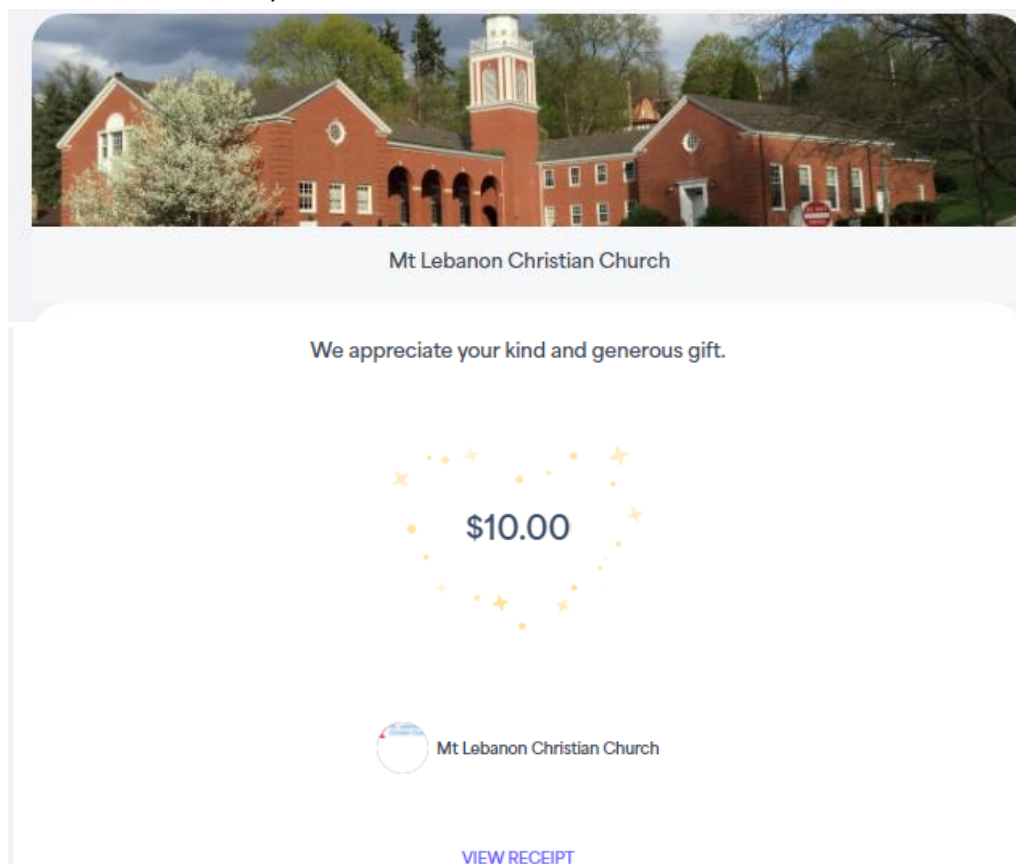 Mt Lebanon Christian Church
We appreciate your kind and generous gift.
$10.00
Mt Lebanon Christian Church
VIEW RECEIPT